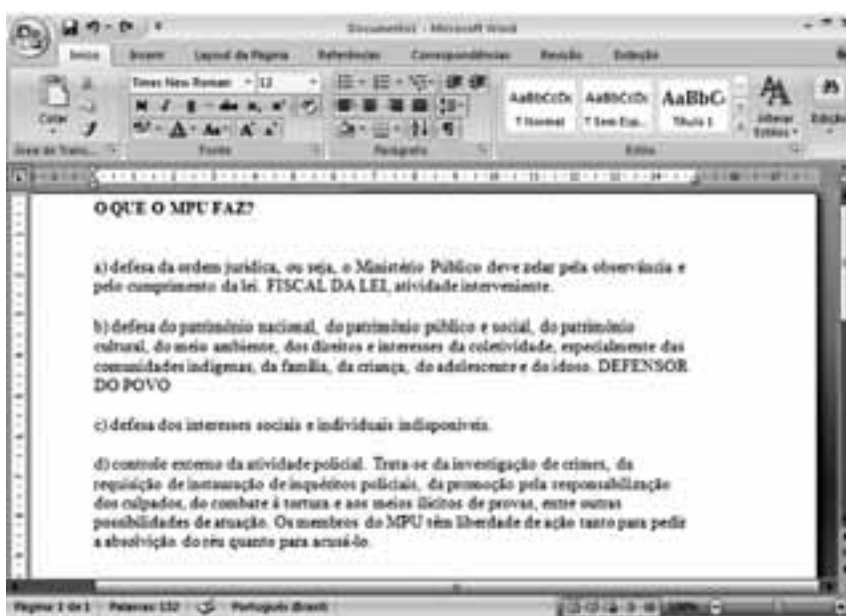 Documento1 - Microsoft Word
Início Inserir Layout da Página Referências Correspondências Revisão Exibição
Times New Roman 12
Colar
AaBbCcDc AaBbCcDc AaBbC
¶ Normal ¶ Sem Esp... Título 1
Alterar Estilos Edição
Área de Trans... Fonte Parágrafo Estilo
O QUE O MPU FAZ?
a) defesa da ordem jurídica, ou seja, o Ministério Público deve zelar pela observância e
pelo cumprimento da lei. FISCAL DA LEI, atividade interveniente.
b) defesa do patrimônio nacional, do patrimônio público e social, do patrimônio
cultural, do meio ambiente, dos direitos e interesses da coletividade, especialmente das
comunidades indígenas, da família, da criança, do adolescente e do idoso. DEFENSOR
DO POVO
c) defesa dos interesses sociais e individuais indisponíveis.
d) controle externo da atividade policial. Trata-se da investigação de crimes, da
requisição de instauração de inquéritos policiais, da promoção pela responsabilização
dos culpados, do combate à tortura e aos meios ilícitos de provas, entre outras
possibilidades de atuação. Os membros do MPU têm liberdade de ação tanto para pedir
a absolvição do réu quanto para acusá-lo.
Página 1 de 1 Palavras: 132 Português (Brasil) 100%